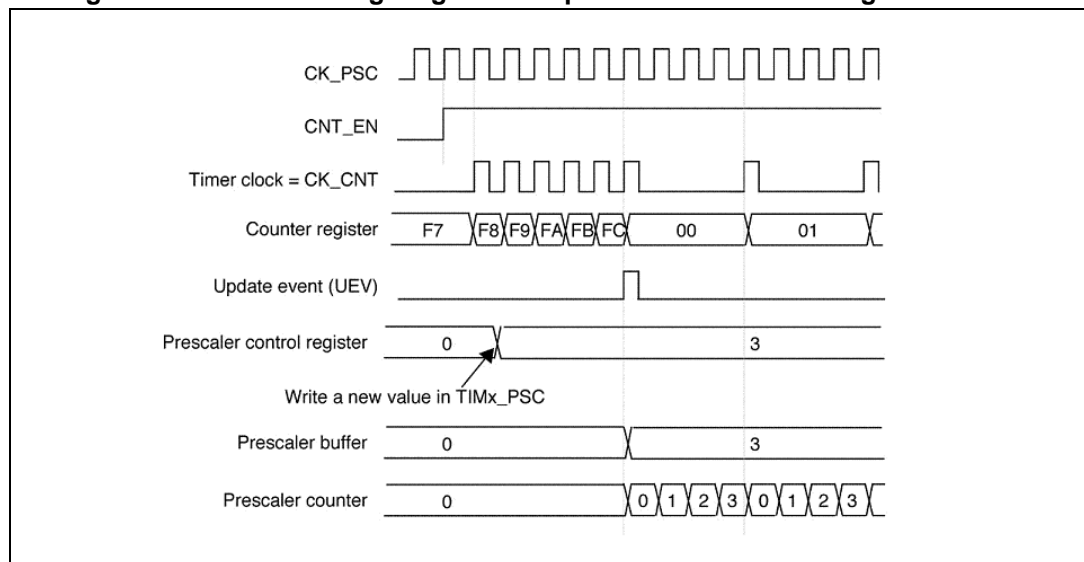 CK_PSC
CNT_EN
Timer clock = CK_CNT
Counter register F7 F8 F9 FA FB FC 00 01
Update event (UEV)
Prescaler control register 0 3
Write a new value in TIMx_PSC
Prescaler buffer 0 3
Prescaler counter 0 0 1 2 3 0 1 2 3